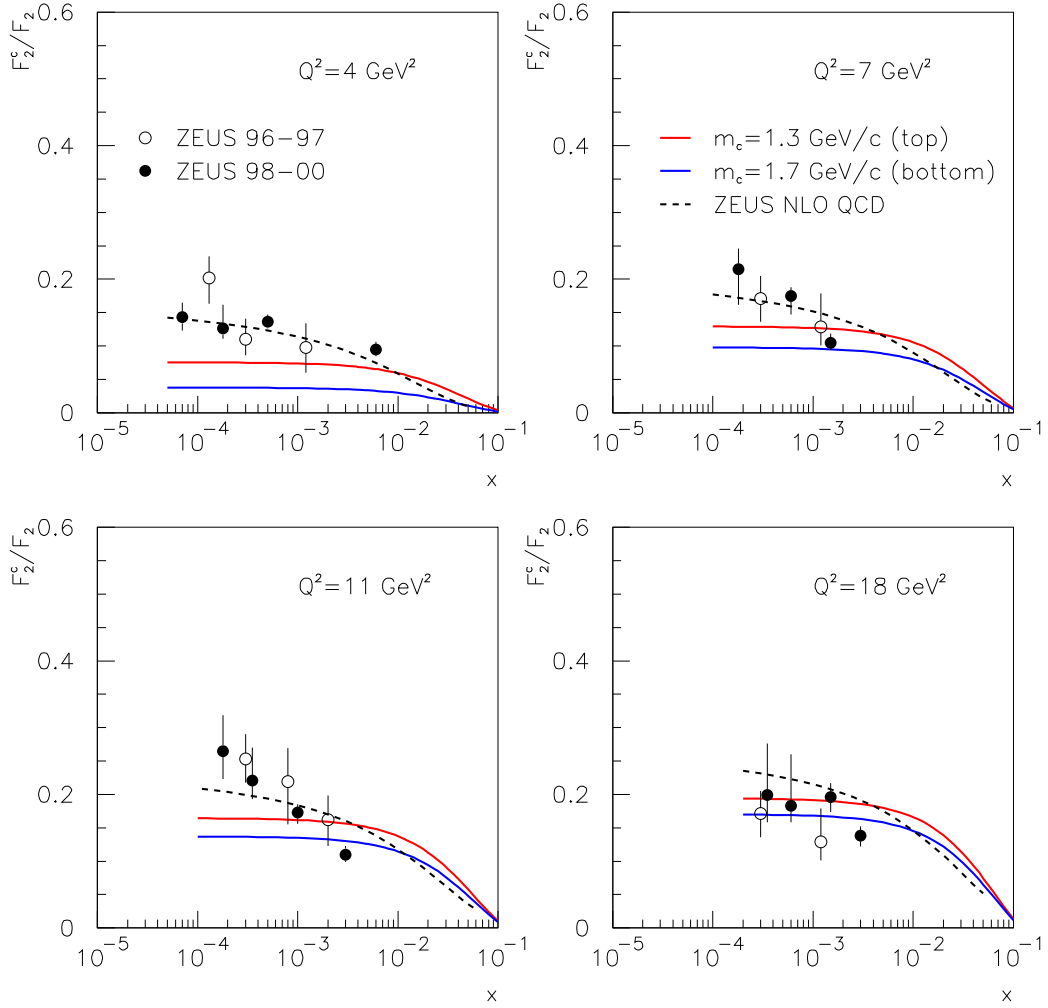 F₂ᶜ/F₂
0.6
Q²=4 GeV²
0.4
ZEUS 96−97
ZEUS 98−00
0.2
0
10⁻⁵ 10⁻⁴ 10⁻³ 10⁻² 10⁻¹
x
F₂ᶜ/F₂
0.6
Q²=7 GeV²
0.4
m_c=1.3 GeV/c (top)
m_c=1.7 GeV/c (bottom)
ZEUS NLO QCD
0.2
0
10⁻⁵ 10⁻⁴ 10⁻³ 10⁻² 10⁻¹
x
F₂ᶜ/F₂
0.6
Q²=11 GeV²
0.4
0.2
0
10⁻⁵ 10⁻⁴ 10⁻³ 10⁻² 10⁻¹
x
F₂ᶜ/F₂
0.6
Q²=18 GeV²
0.4
0.2
0
10⁻⁵ 10⁻⁴ 10⁻³ 10⁻² 10⁻¹
x